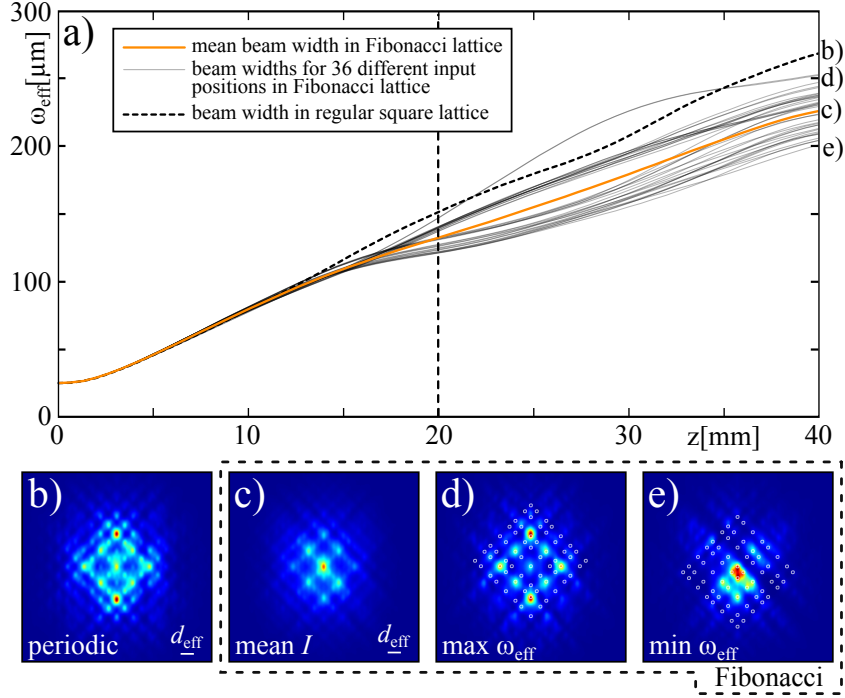 300
a)
mean beam width in Fibonacci lattice
beam widths for 36 different input
positions in Fibonacci lattice
beam width in regular square lattice
ω_eff[μm]
200
100
0
b)
d)
c)
e)
0
10
20
30
z[mm]
40
b)
periodic
d_eff
c)
mean I
d_eff
d)
max ω_eff
e)
min ω_eff
Fibonacci